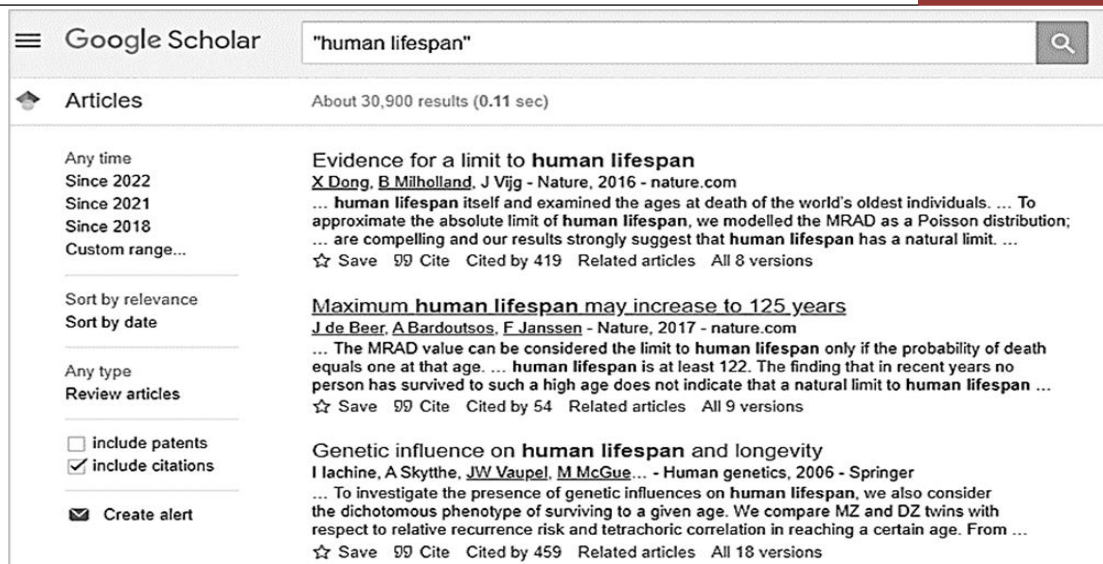 Google Scholar
"human lifespan"
Articles
About 30,900 results (0.11 sec)
Any time
Since 2022
Since 2021
Since 2018
Custom range...
Sort by relevance
Sort by date
Any type
Review articles
include patents
include citations
Create alert
Evidence for a limit to human lifespan
X Dong, B Milholland, J Vijg - Nature, 2016 - nature.com
... human lifespan itself and examined the ages at death of the world's oldest individuals. ... To
approximate the absolute limit of human lifespan, we modelled the MRAD as a Poisson distribution;
... are compelling and our results strongly suggest that human lifespan has a natural limit. ...
Save Cite Cited by 419 Related articles All 8 versions
Maximum human lifespan may increase to 125 years
J de Beer, A Bardoutsos, F Janssen - Nature, 2017 - nature.com
... The MRAD value can be considered the limit to human lifespan only if the probability of death
equals one at that age. ... human lifespan is at least 122. The finding that in recent years no
person has survived to such a high age does not indicate that a natural limit to human lifespan ...
Save Cite Cited by 54 Related articles All 9 versions
Genetic influence on human lifespan and longevity
I Iachine, A Skytthe, JW Vaupel, M McGue... - Human genetics, 2006 - Springer
... To investigate the presence of genetic influences on human lifespan, we also consider
the dichotomous phenotype of surviving to a given age. We compare MZ and DZ twins with
respect to relative recurrence risk and tetrachoric correlation in reaching a certain age. From ...
Save Cite Cited by 459 Related articles All 18 versions